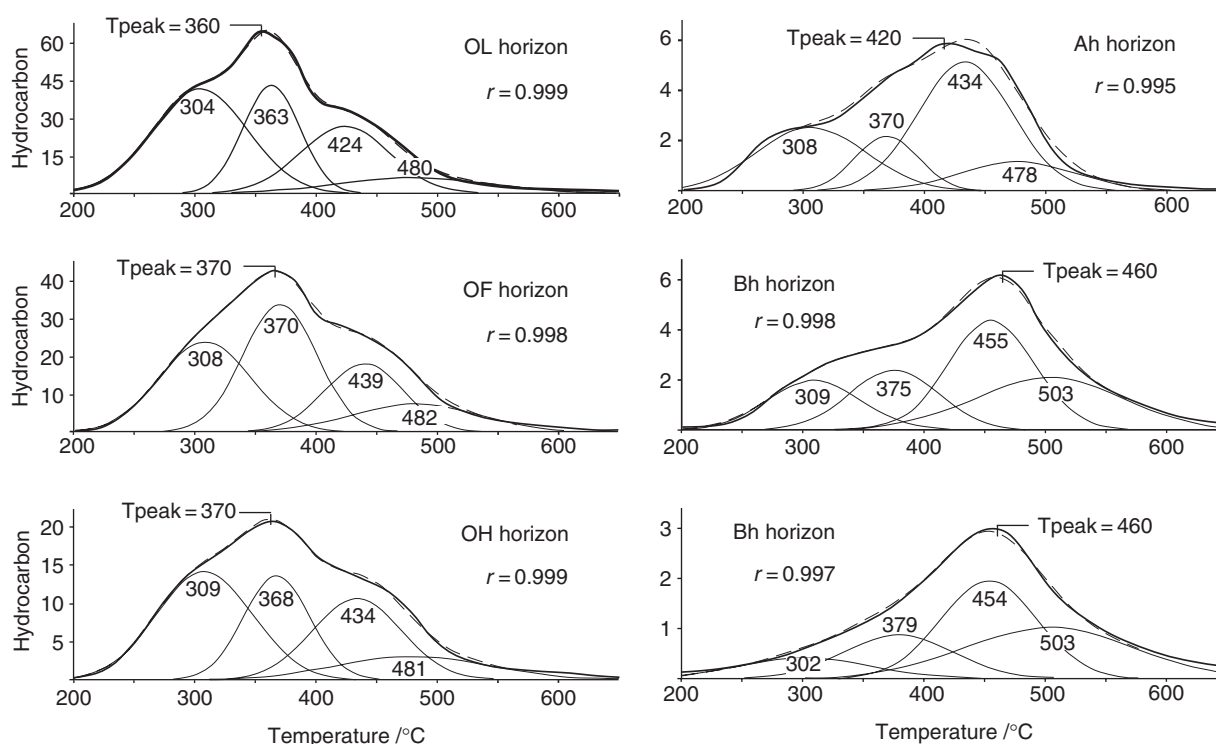 Tpeak = 360
OL horizon
r = 0.999
Hydrocarbon
60
45
30
15
304
363
424
480
200 300 400 500 600
Tpeak = 420
Ah horizon
r = 0.995
6
4
2
308
370
434
478
200 300 400 500 600
Tpeak = 370
OF horizon
r = 0.998
Hydrocarbon
40
30
20
10
308
370
439
482
200 300 400 500 600
Bh horizon
Tpeak = 460
r = 0.998
6
4
2
309
375
455
503
200 300 400 500 600
Tpeak = 370
OH horizon
r = 0.999
Hydrocarbon
20
15
10
5
309
368
434
481
200 300 400 500 600
Temperature /°C
Bh horizon
Tpeak = 460
r = 0.997
3
2
1
302
379
454
503
200 300 400 500 600
Temperature /°C